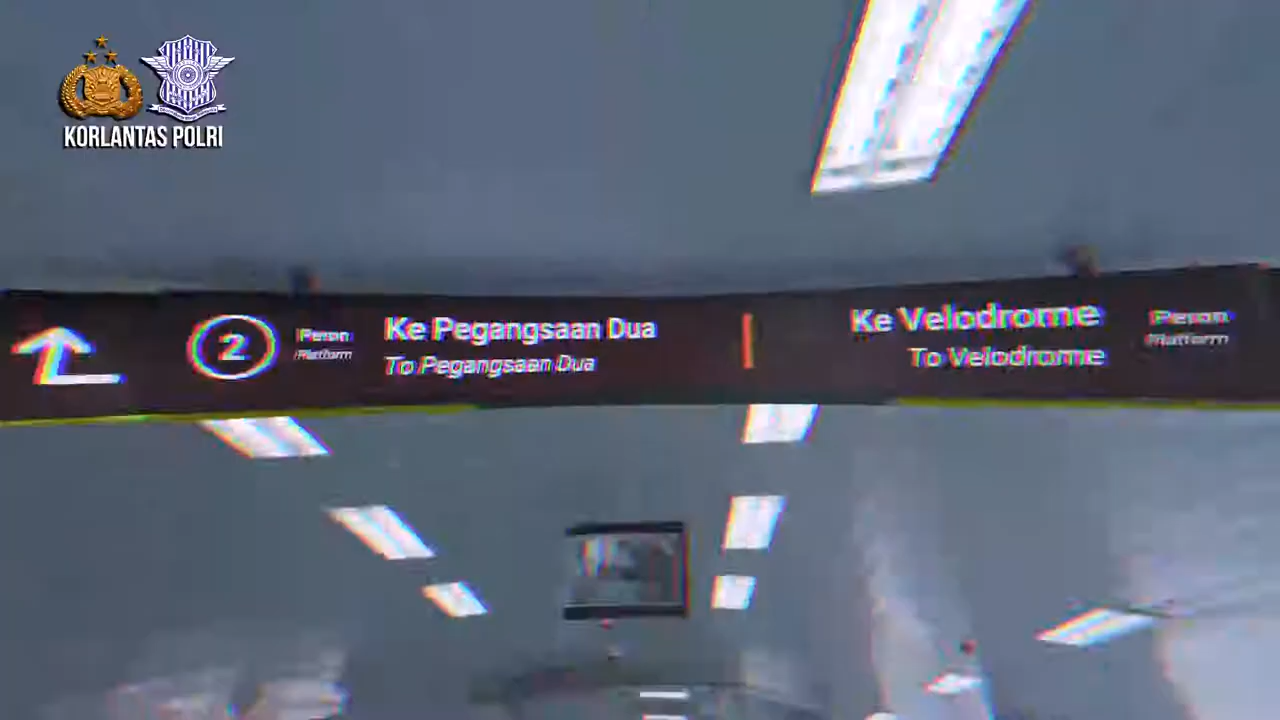 KORLANTAS POLRI
2
Peron
Platform
Ke Pegangsaan Dua
To Pegangsaan Dua
Ke Velodrome
To Velodrome
Peron
Platform